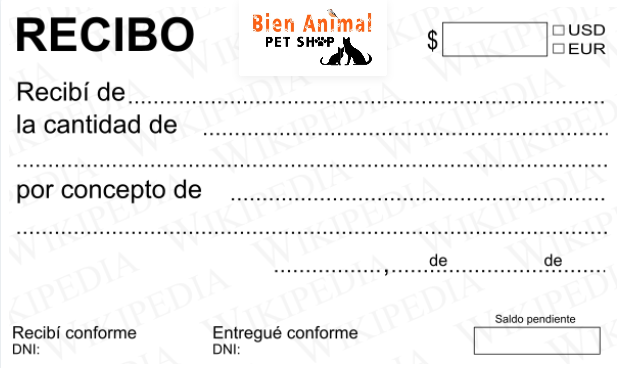 RECIBO
Bien Animal
PET SHOP
$
USD
EUR
Recibí de
la cantidad de
por concepto de
, de de
Saldo pendiente
Recibí conforme Entregué conforme
DNI: DNI:
WIKIPEDIA